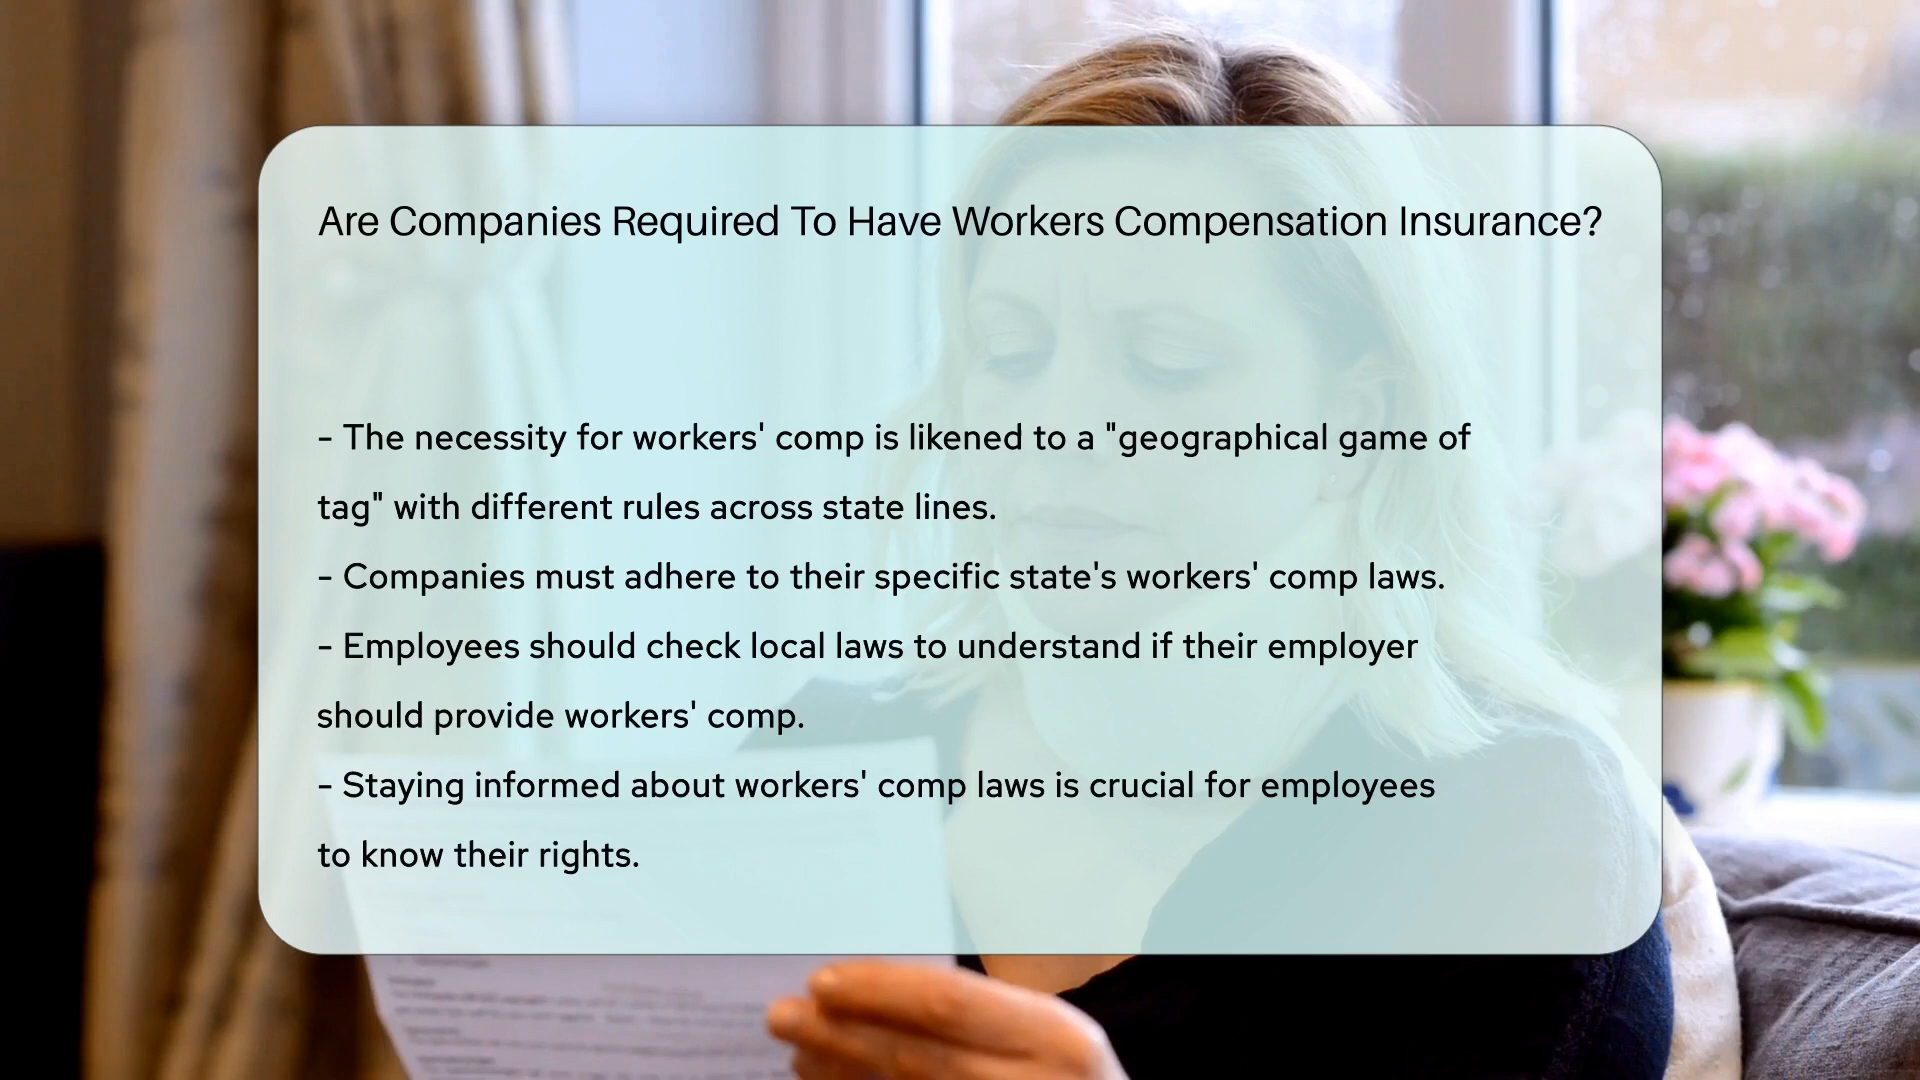 Are Companies Required To Have Workers Compensation Insurance?
- The necessity for workers' comp is likened to a "geographical game of
tag" with different rules across state lines.
- Companies must adhere to their specific state's workers' comp laws.
- Employees should check local laws to understand if their employer
should provide workers' comp.
- Staying informed about workers' comp laws is crucial for employees
to know their rights.